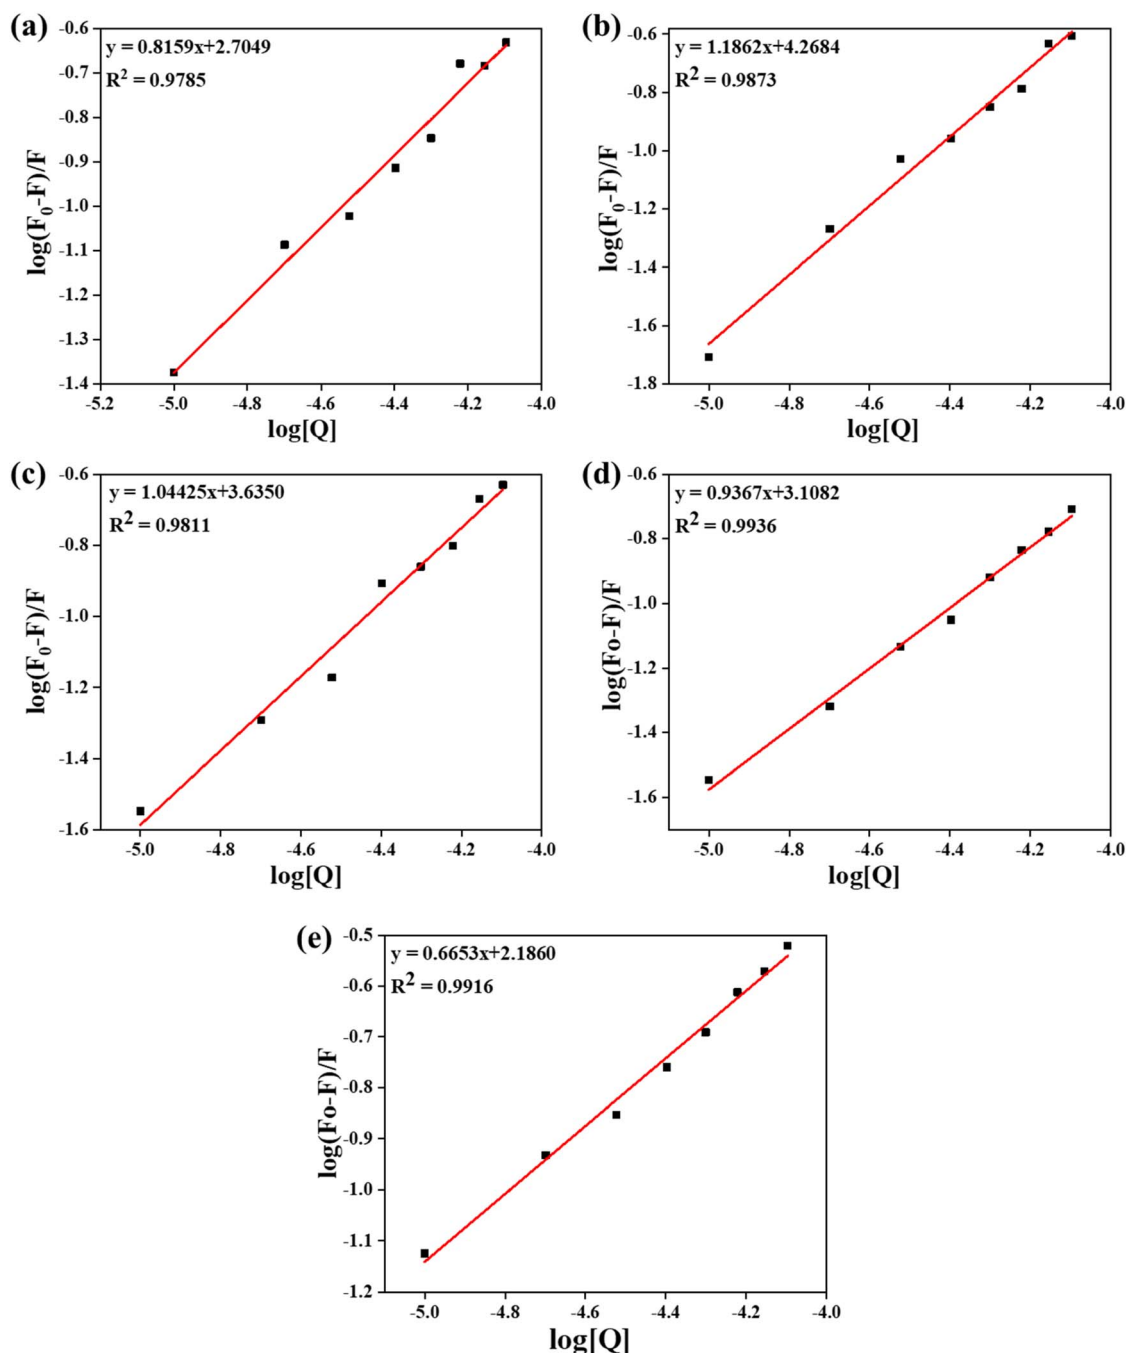 (a)
y = 0.8159x+2.7049
R² = 0.9785
-0.6
-0.7
-0.8
-0.9
-1.0
-1.1
-1.2
-1.3
-1.4
log(F₀-F)/F
-5.2 -5.0 -4.8 -4.6 -4.4 -4.2 -4.0
log[Q]
(b)
y = 1.1862x+4.2684
R² = 0.9873
-0.6
-0.8
-1.0
-1.2
-1.4
-1.6
-1.8
log(F₀-F)/F
-5.0 -4.8 -4.6 -4.4 -4.2 -4.0
log[Q]
(c)
y = 1.04425x+3.6350
R² = 0.9811
-0.6
-0.8
-1.0
-1.2
-1.4
-1.6
log(F₀-F)/F
-5.0 -4.8 -4.6 -4.4 -4.2 -4.0
log[Q]
(d)
y = 0.9367x+3.1082
R² = 0.9936
-0.6
-0.8
-1.0
-1.2
-1.4
-1.6
log(Fo-F)/F
-5.0 -4.8 -4.6 -4.4 -4.2 -4.0
log[Q]
(e)
y = 0.6653x+2.1860
R² = 0.9916
-0.5
-0.6
-0.7
-0.8
-0.9
-1.0
-1.1
-1.2
log(Fo-F)/F
-5.0 -4.8 -4.6 -4.4 -4.2 -4.0
log[Q]